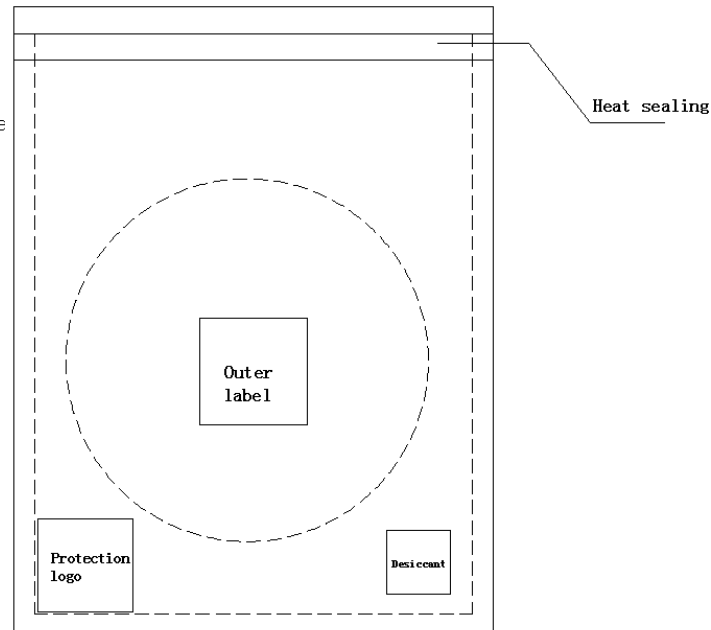 Heat sealing
Outer
label
Protection
logo
Desiccant